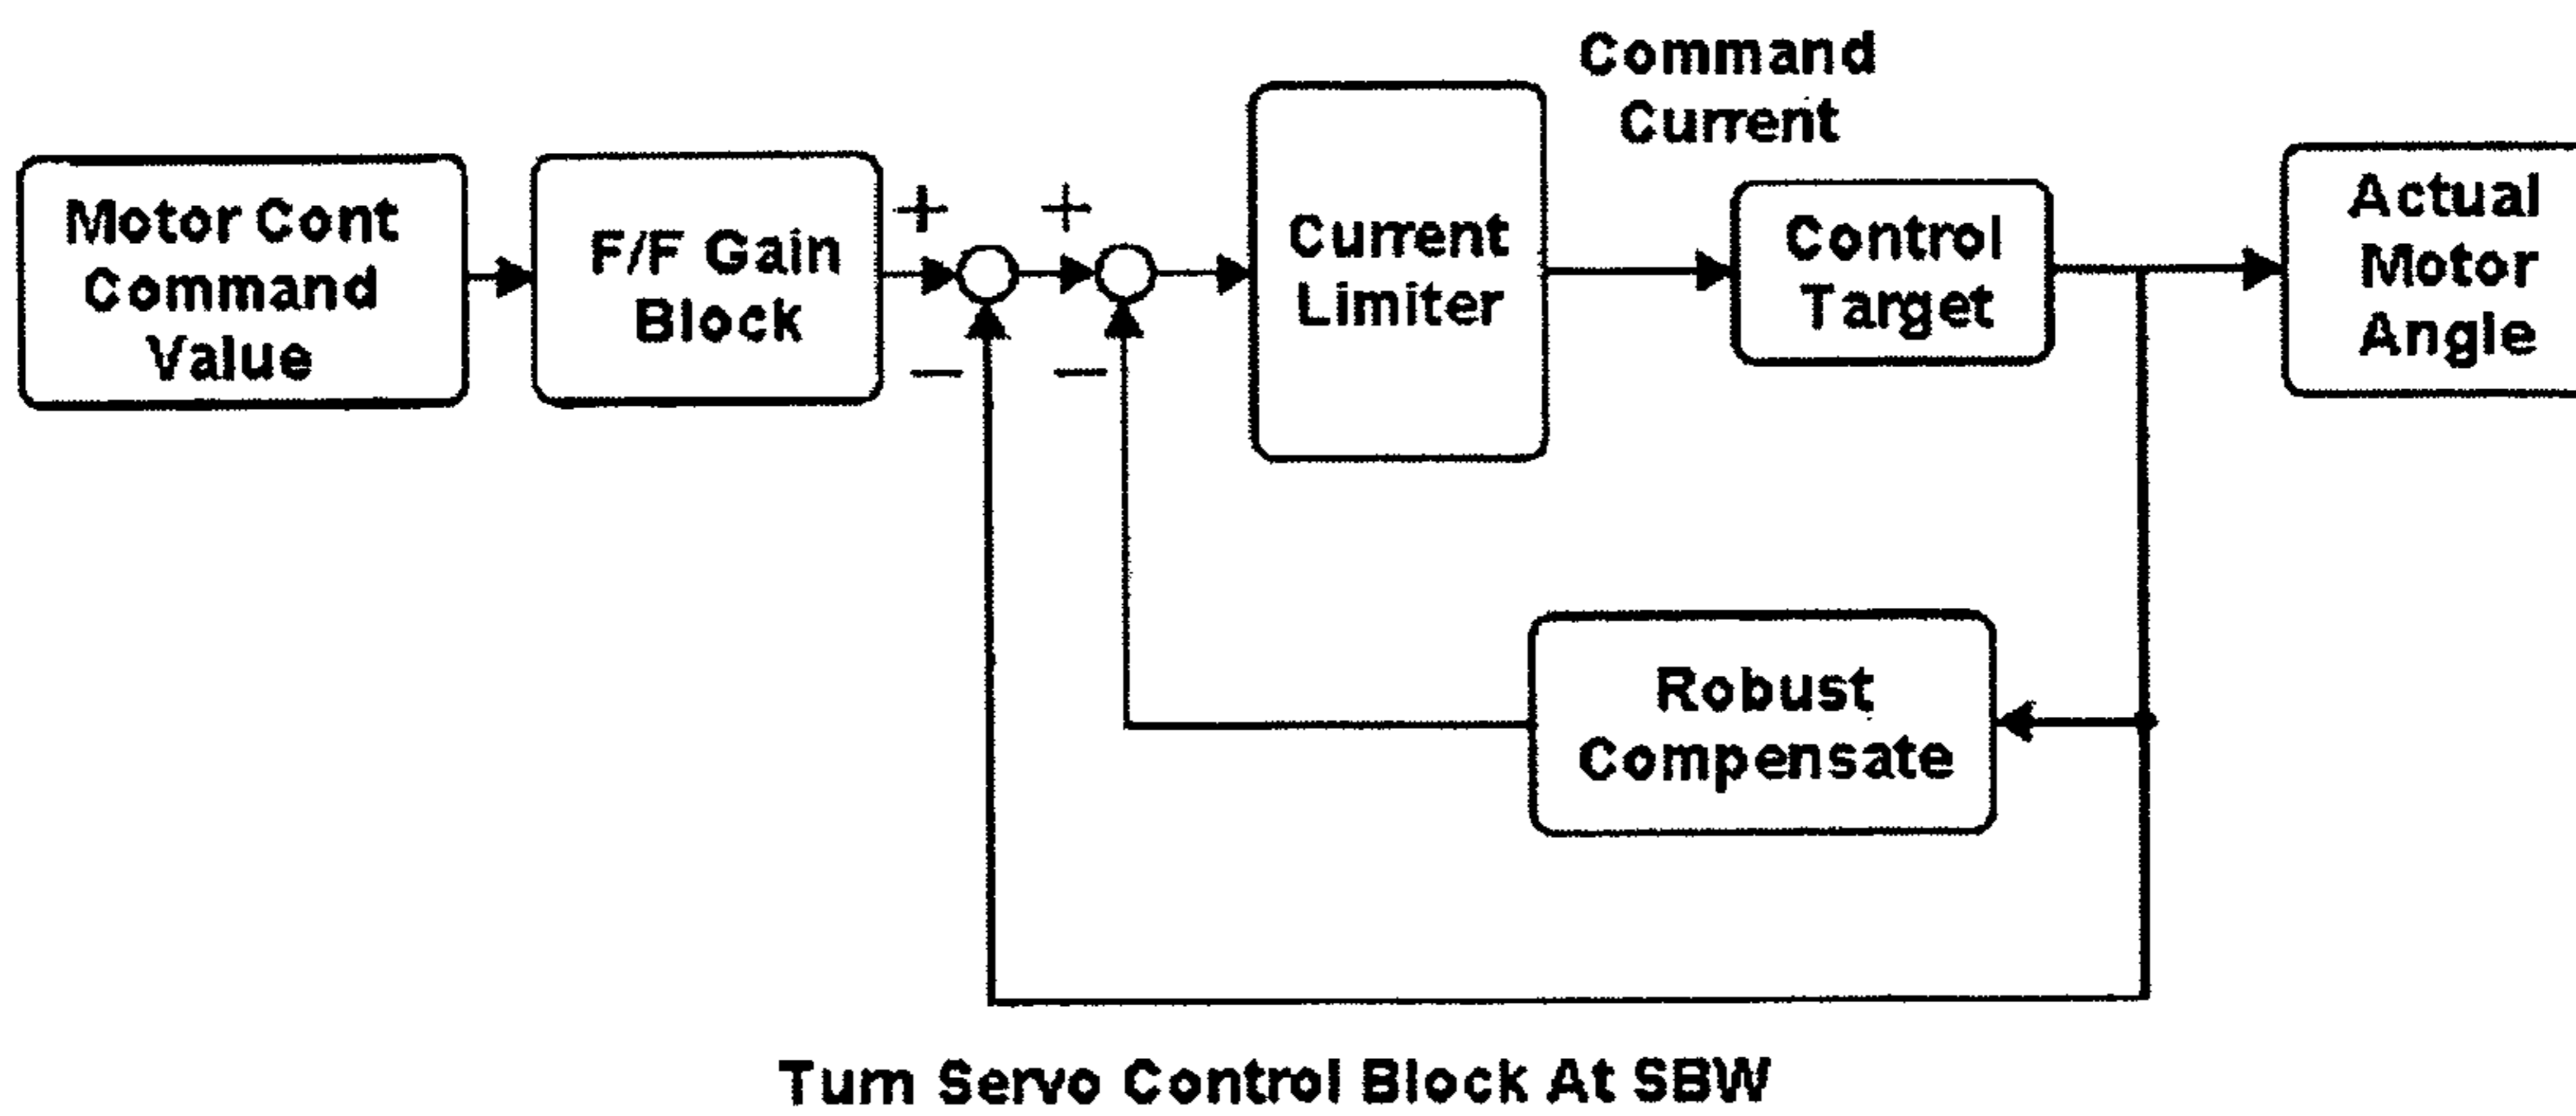 Command
Current
Motor Cont
Command
Value
F/F Gain
Block
+
+
−
−
Current
Limiter
Control
Target
Actual
Motor
Angle
Robust
Compensate
Turn Servo Control Block At SBW